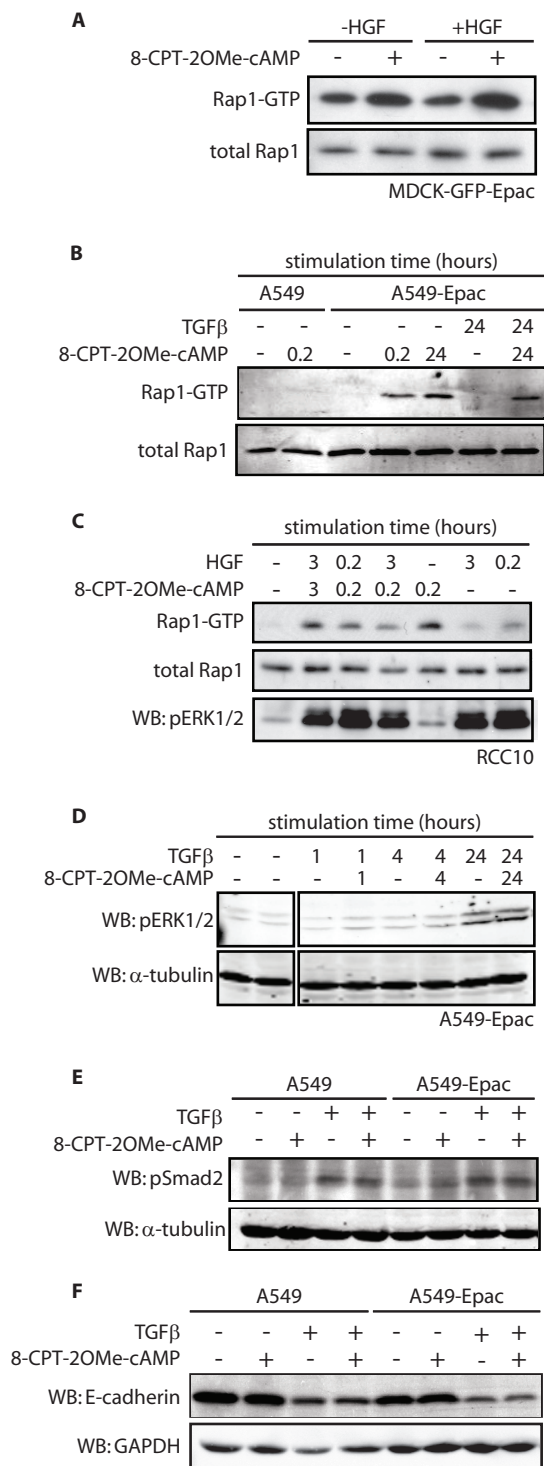 A
-HGF +HGF
8-CPT-2OMe-cAMP - + - +
Rap1-GTP
total Rap1
MDCK-GFP-Epac
B
stimulation time (hours)
A549 A549-Epac
TGFβ - - - - - 24 24
8-CPT-2OMe-cAMP - 0.2 - 0.2 24 - 24
Rap1-GTP
total Rap1
C
stimulation time (hours)
HGF - 3 0.2 3 - 3 0.2
8-CPT-2OMe-cAMP - 3 0.2 0.2 0.2 - -
Rap1-GTP
total Rap1
WB: pERK1/2
RCC10
D
stimulation time (hours)
TGFβ - - 1 1 4 4 24 24
8-CPT-2OMe-cAMP - - - 1 - 4 - 24
WB: pERK1/2
WB: α-tubulin
A549-Epac
E
A549 A549-Epac
TGFβ - - + + - - + +
8-CPT-2OMe-cAMP - + - + - + - +
WB: pSmad2
WB: α-tubulin
F
A549 A549-Epac
TGFβ - - + + - - + +
8-CPT-2OMe-cAMP - + - + - + - +
WB: E-cadherin
WB: GAPDH